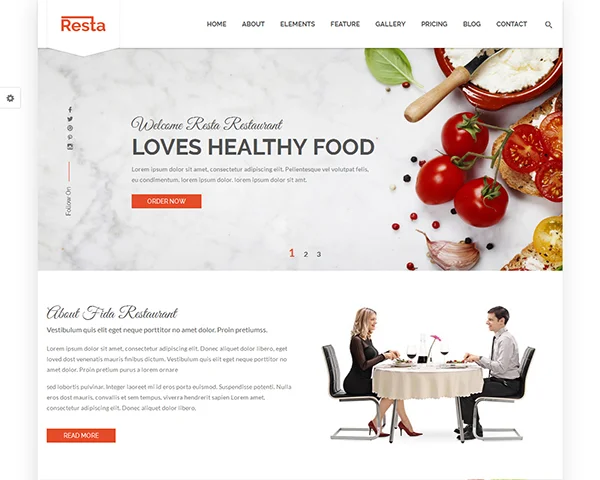 Resta
HOME ABOUT ELEMENTS FEATURE GALLERY PRICING BLOG CONTACT
Follow On
Welcome Resta Restaurant
LOVES HEALTHY FOOD
Lorem ipsum dolor sit amet, consectetur adipiscing elit. Pellentesque vel volutpat felis,
eu condimentum. lorem ipsum dolor. lorem ipsum dolor sit amt.
ORDER NOW
1 2 3
About Fida Restaurant
Vestibulum quis elit eget neque porttitor no amet dolor. Proin pretiumss.
Lorem ipsum dolor sit amet, consectetur adipiscing elit. Donec aliquet dolor libero, eget
loved dost venenatis mauris finibus dictum. Vestibulum quis elit eget neque porttitor
no amet dolor. Proin pretium purus a lorem ornare
sed lobortis pulvinar. Integer laoreet mi id eros porta euismod. Suspendisse potenti. Nulla
eros dost mauris, convallis et sem tempus, viverra hendrerit sapien Lorem dolor sit
amet, consectetur adipiscing elit. Donec aliquet dolor, libero.
READ MORE